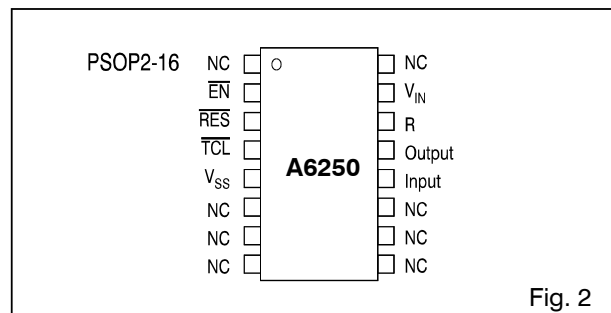 PSOP2-16 NC NC
EN V_IN
RES R
TCL Output
A6250
V_SS Input
NC NC
NC NC
NC NC
Fig. 2